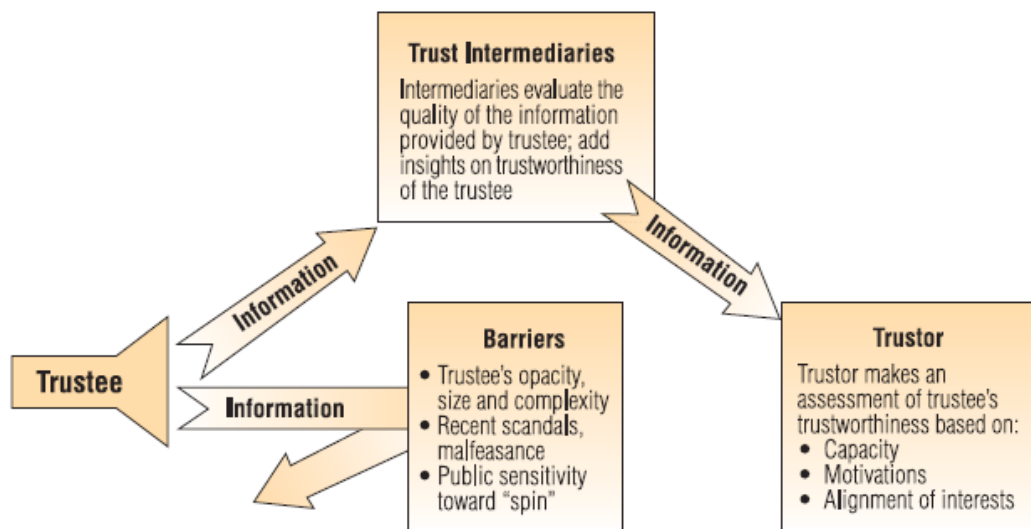 Trust Intermediaries
Intermediaries evaluate the
quality of the information
provided by trustee; add
insights on trustworthiness
of the trustee
Information
Information
Trustee
Information
Barriers
• Trustee's opacity,
size and complexity
• Recent scandals,
malfeasance
• Public sensitivity
toward "spin"
Trustor
Trustor makes an
assessment of trustee's
trustworthiness based on:
• Capacity
• Motivations
• Alignment of interests